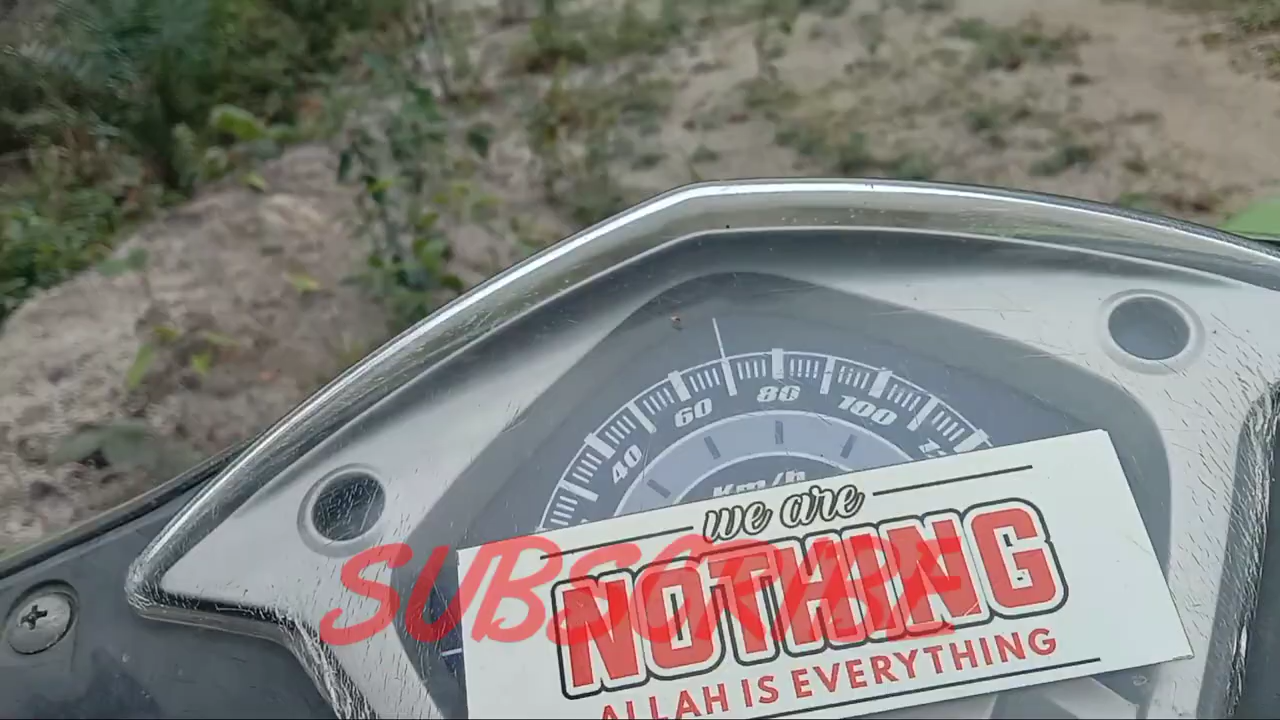 40 60 80 100
Km/h
we are
NOTHING
SUBSCRIBE
ALLAH IS EVERYTHING